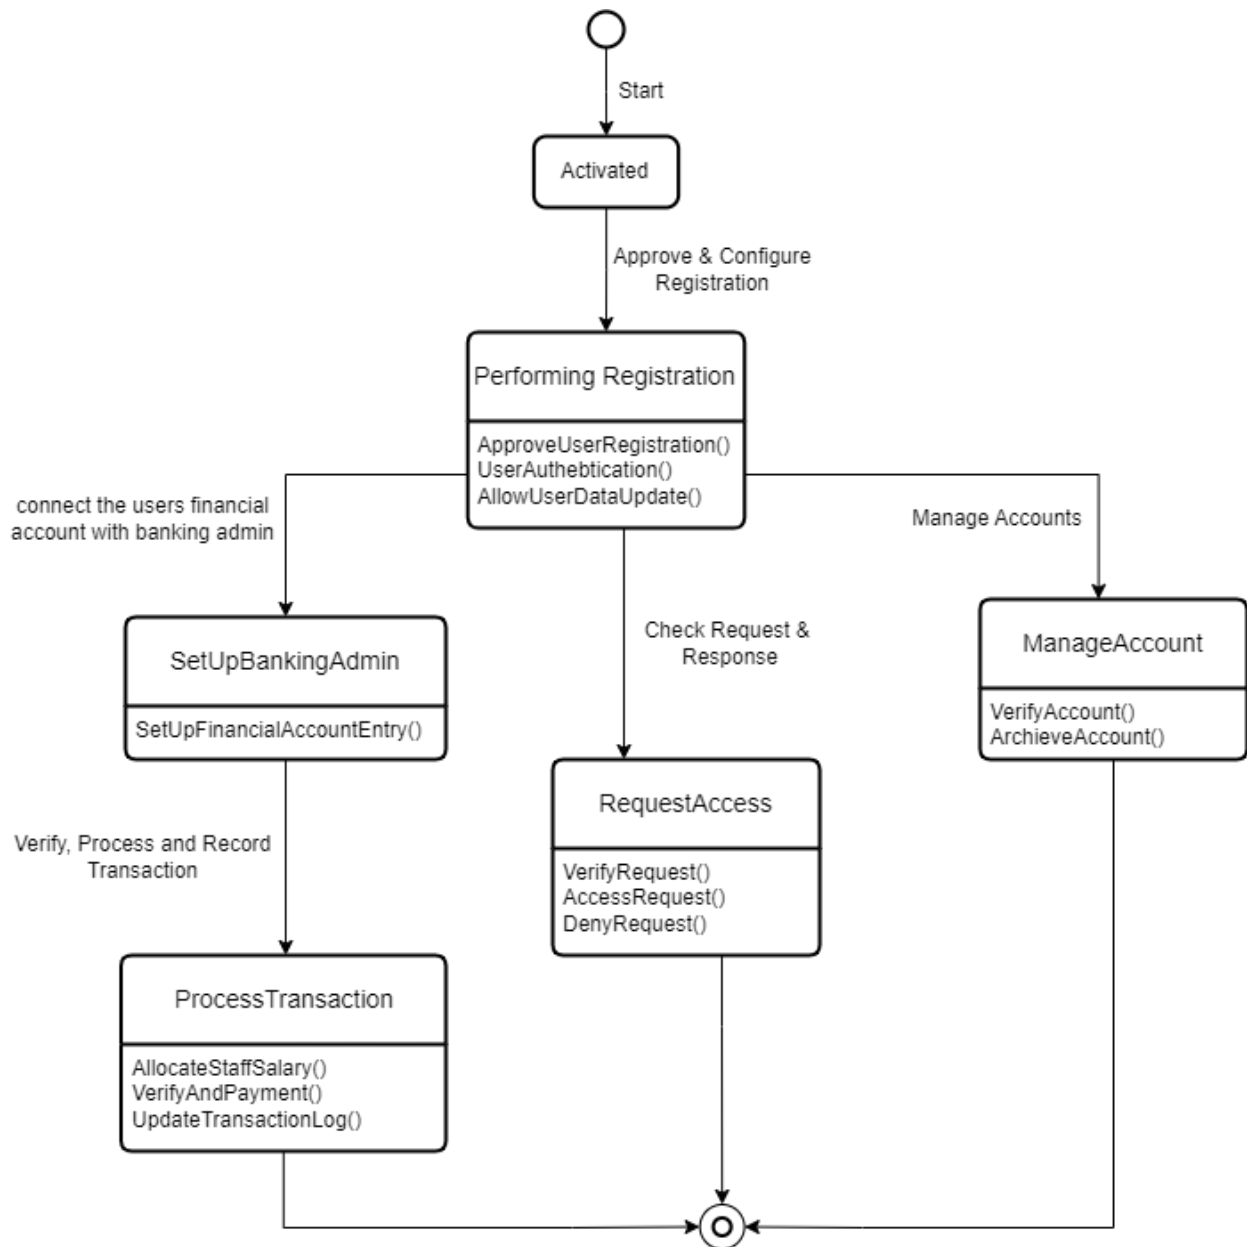 Start
Activated
Approve & Configure
Registration
Performing Registration
ApproveUserRegistration()
UserAuthebtication()
AllowUserDataUpdate()
connect the users financial
account with banking admin
Manage Accounts
SetUpBankingAdmin
SetUpFinancialAccountEntry()
Check Request &
Response
ManageAccount
VerifyAccount()
ArchieveAccount()
RequestAccess
VerifyRequest()
AccessRequest()
DenyRequest()
Verify, Process and Record
Transaction
ProcessTransaction
AllocateStaffSalary()
VerifyAndPayment()
UpdateTransactionLog()